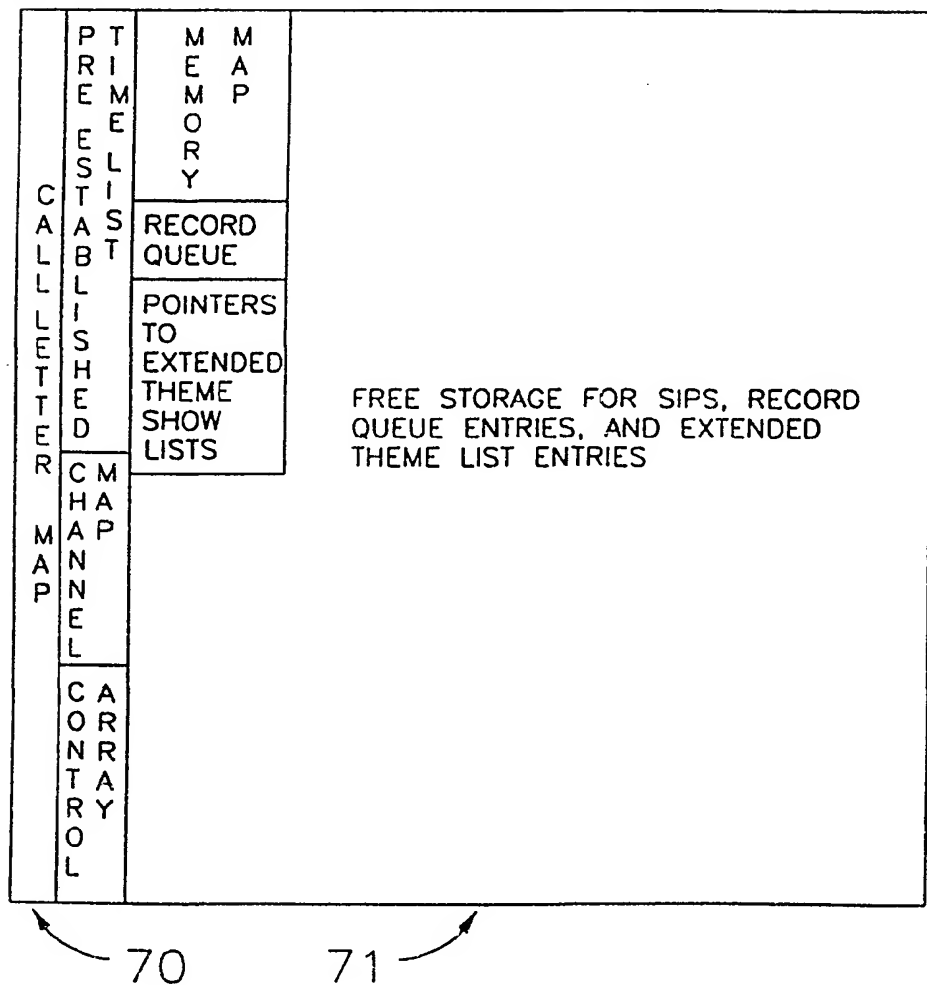 CALL LETTER MAP
PRE ESTABLISHED
TIME LIST
CHANNEL
MAP
CONTROL
ARRAY
MEMORY
MAP
RECORD
QUEUE
POINTERS
TO
EXTENDED
THEME
SHOW
LISTS
FREE STORAGE FOR SIPS, RECORD
QUEUE ENTRIES, AND EXTENDED
THEME LIST ENTRIES
70
71